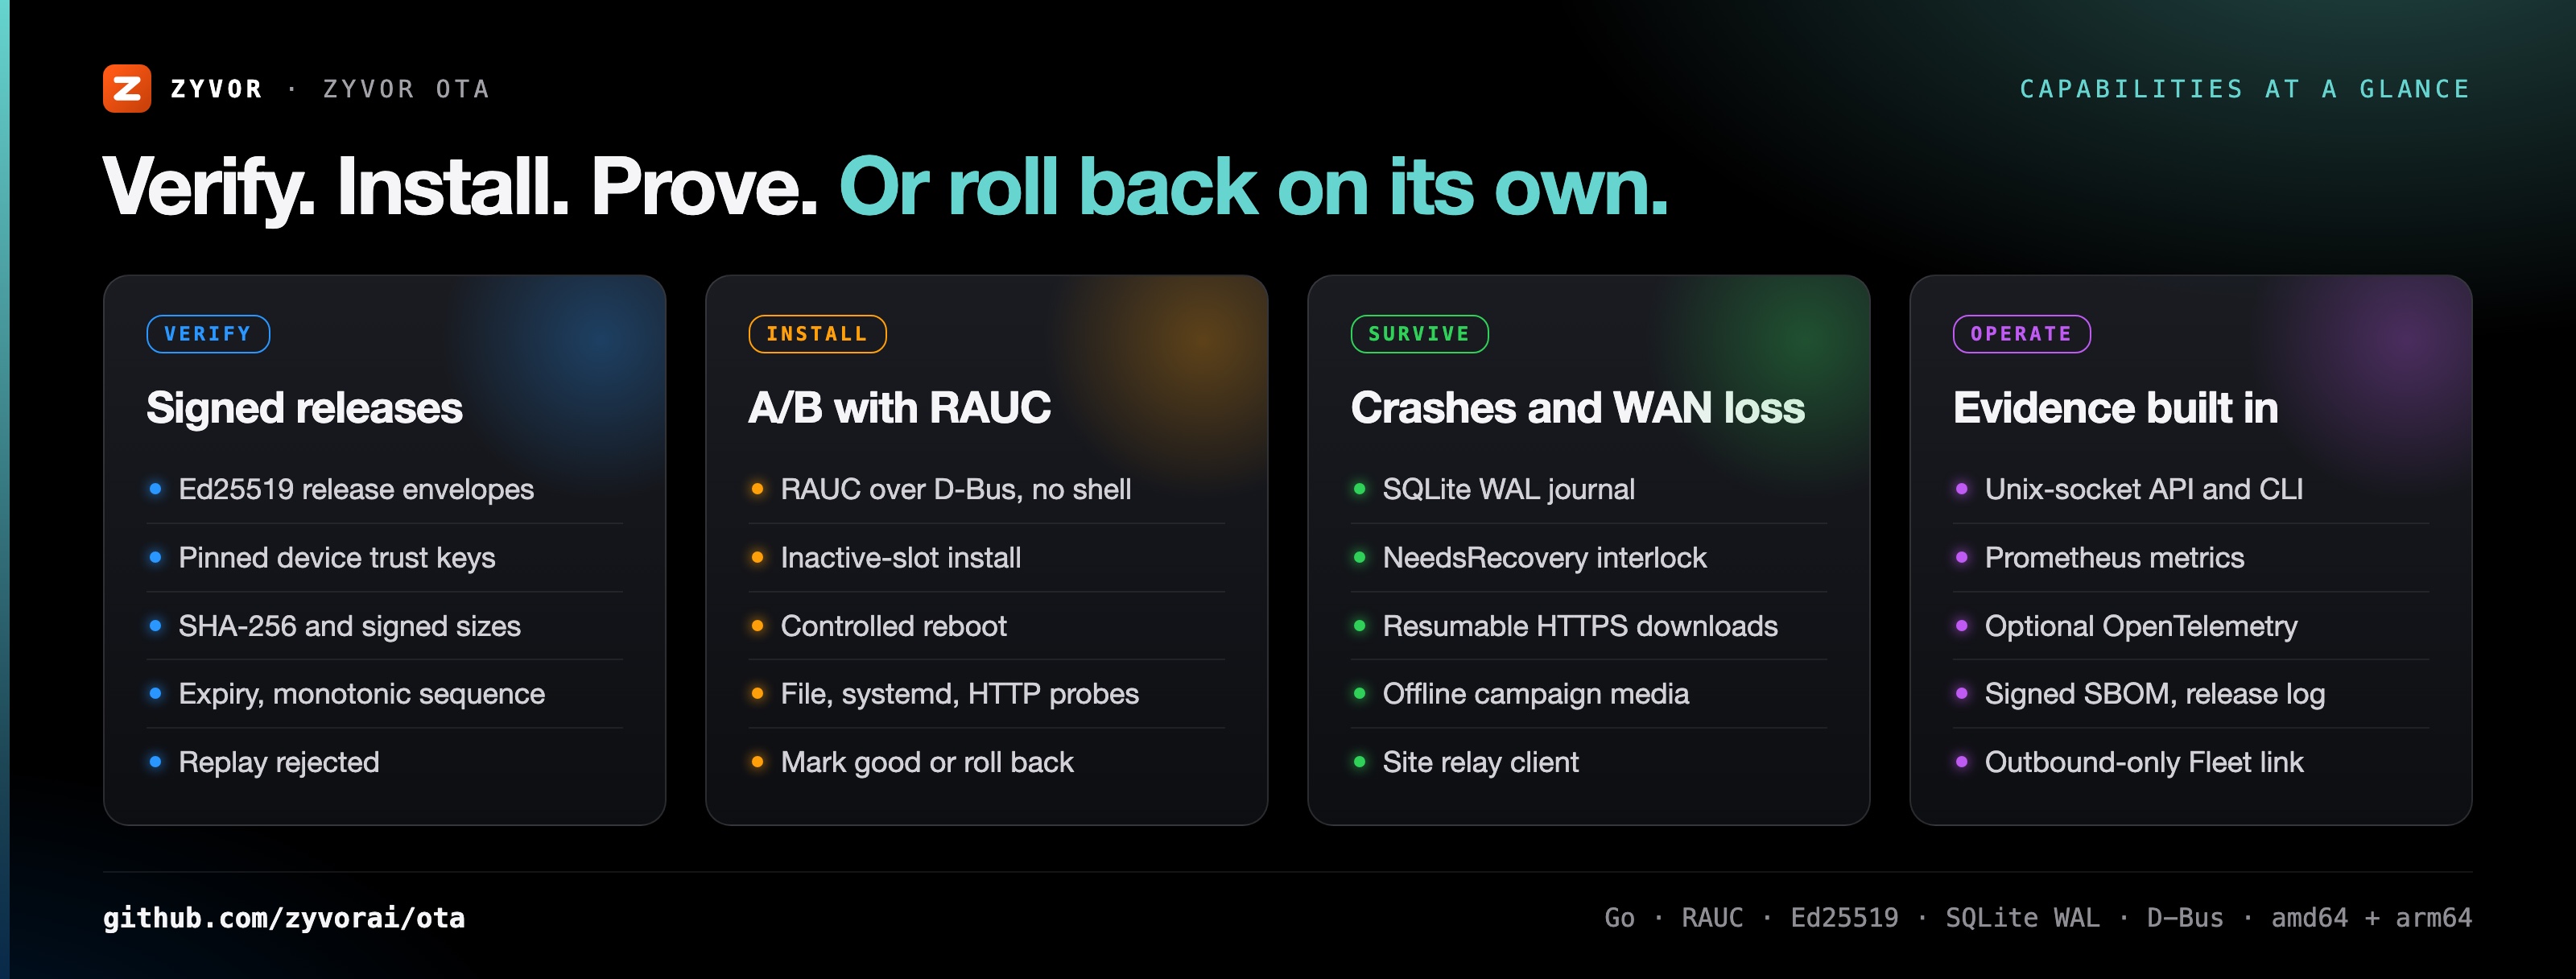 Z ZYVOR · ZYVOR OTA
CAPABILITIES AT A GLANCE
Verify. Install. Prove. Or roll back on its own.
VERIFY
Signed releases
Ed25519 release envelopes
Pinned device trust keys
SHA-256 and signed sizes
Expiry, monotonic sequence
Replay rejected
INSTALL
A/B with RAUC
RAUC over D-Bus, no shell
Inactive-slot install
Controlled reboot
File, systemd, HTTP probes
Mark good or roll back
SURVIVE
Crashes and WAN loss
SQLite WAL journal
NeedsRecovery interlock
Resumable HTTPS downloads
Offline campaign media
Site relay client
OPERATE
Evidence built in
Unix-socket API and CLI
Prometheus metrics
Optional OpenTelemetry
Signed SBOM, release log
Outbound-only Fleet link
github.com/zyvorai/ota
Go · RAUC · Ed25519 · SQLite WAL · D-Bus · amd64 + arm64